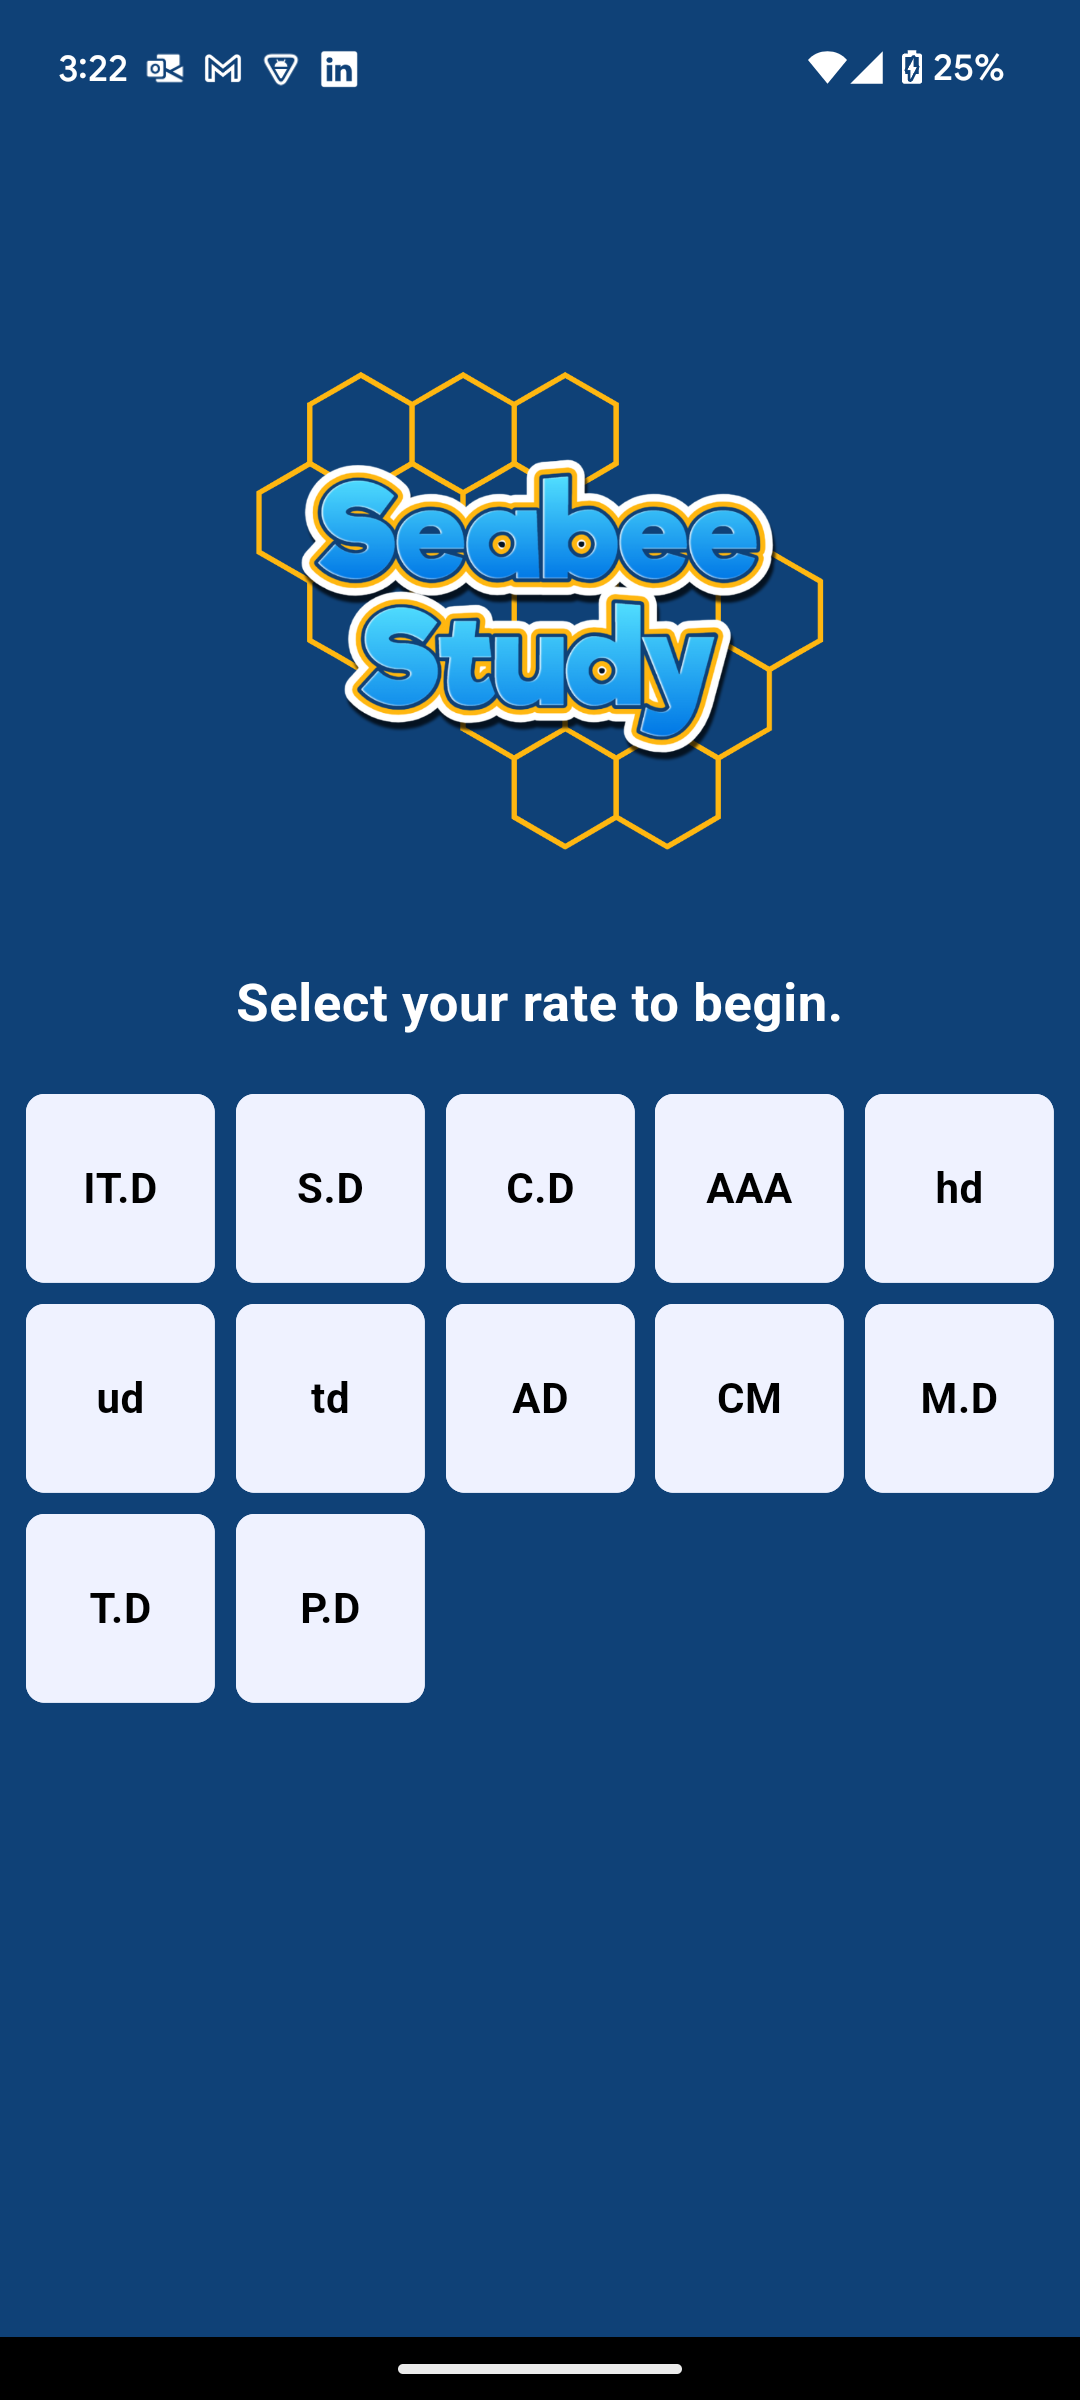 3:22 25%
Seabee
Study
Select your rate to begin.
IT.D S.D C.D AAA hd
ud td AD CM M.D
T.D P.D